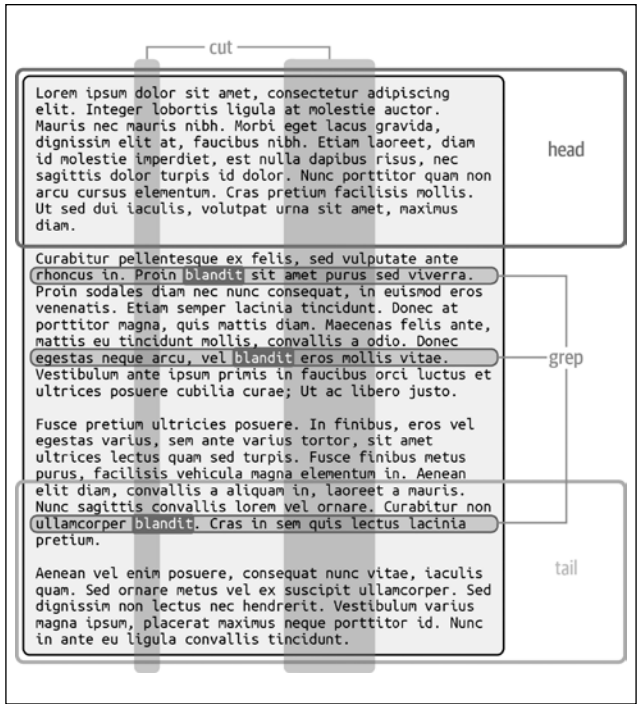 cut
Lorem ipsum dolor sit amet, consectetur adipiscing
elit. Integer lobortis ligula at molestie auctor.
Mauris nec mauris nibh. Morbi eget lacus gravida,
dignissim elit at, faucibus nibh. Etiam laoreet, diam
id molestie imperdiet, est nulla dapibus risus, nec
sagittis dolor turpis id dolor. Nunc porttitor quam non
arcu cursus elementum. Cras pretium facilisis mollis.
Ut sed dui iaculis, volutpat urna sit amet, maximus
diam.
head
Curabitur pellentesque ex felis, sed vulputate ante
rhoncus in. Proin blandit sit amet purus sed viverra.
Proin sodales diam nec nunc consequat, in euismod eros
venenatis. Etiam semper lacinia tincidunt. Donec at
porttitor magna, quis mattis diam. Maecenas felis ante,
mattis eu tincidunt mollis, convallis a odio. Donec
egestas neque arcu, vel blandit eros mollis vitae.
Vestibulum ante ipsum primis in faucibus orci luctus et
ultrices posuere cubilia curae; Ut ac libero justo.
grep
Fusce pretium ultricies posuere. In finibus, eros vel
egestas varius, sem ante varius tortor, sit amet
ultrices lectus quam sed turpis. Fusce finibus metus
purus, facilisis vehicula magna elementum in. Aenean
elit diam, convallis a aliquam in, laoreet a mauris.
Nunc sagittis convallis lorem vel ornare. Curabitur non
ullamcorper blandit. Cras in sem quis lectus lacinia
pretium.
Aenean vel enim posuere, consequat nunc vitae, iaculis
quam. Sed ornare metus vel ex suscipit ullamcorper. Sed
dignissim non lectus nec hendrerit. Vestibulum varius
magna ipsum, placerat maximus neque porttitor id. Nunc
in ante eu ligula convallis tincidunt.
tail